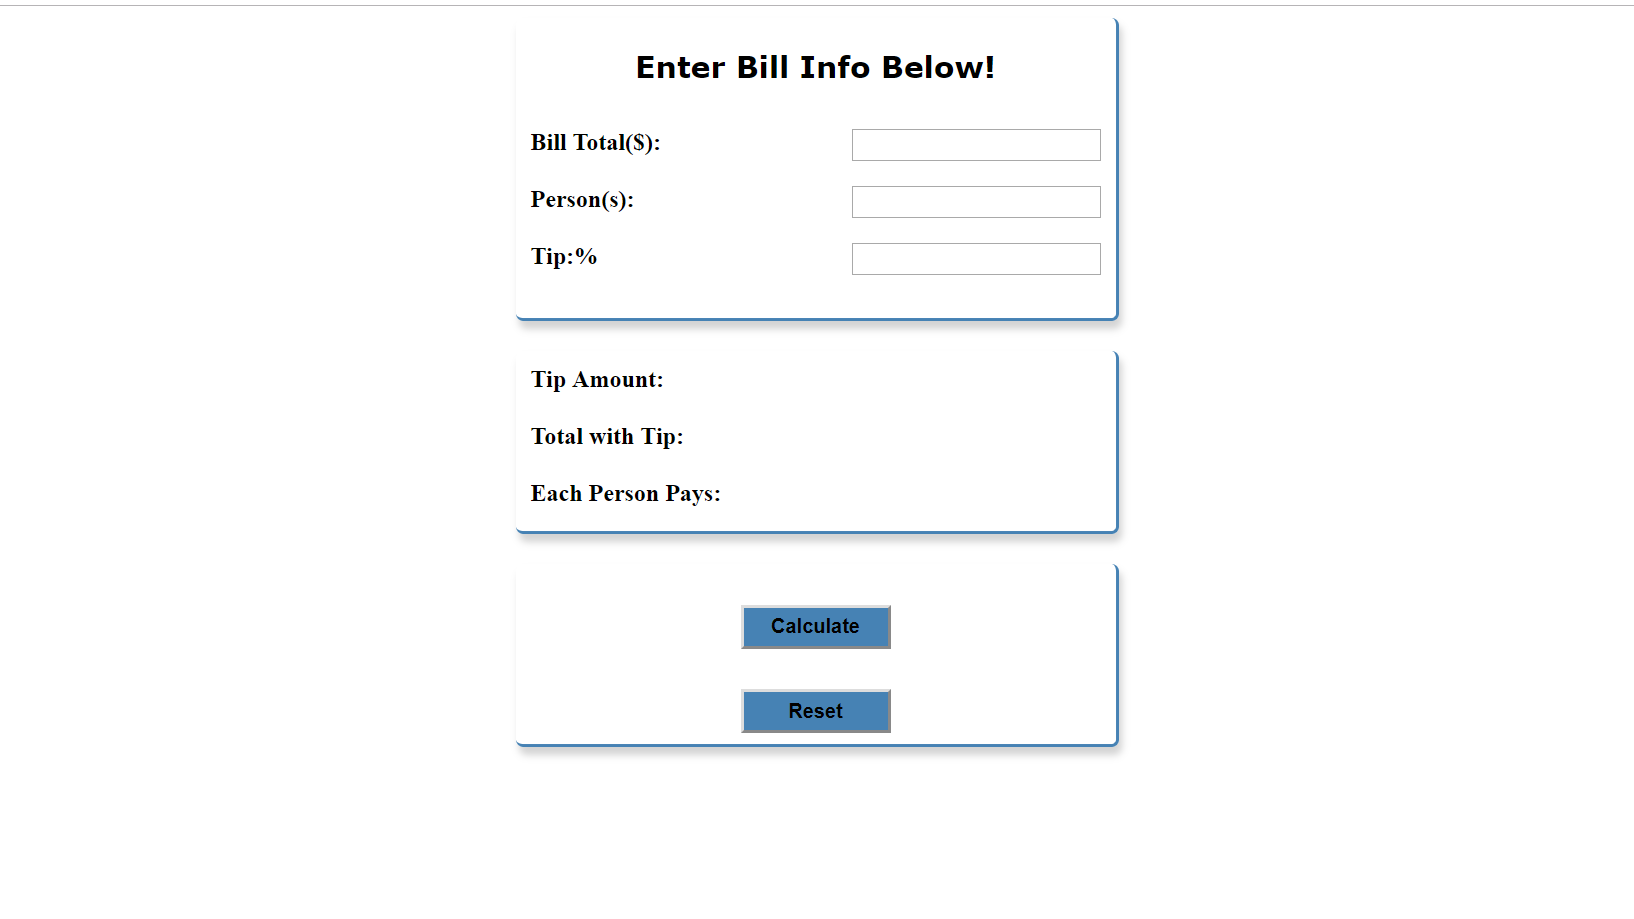 Enter Bill Info Below!
Bill Total($):
Person(s):
Tip:%
Tip Amount:
Total with Tip:
Each Person Pays:
Calculate
Reset